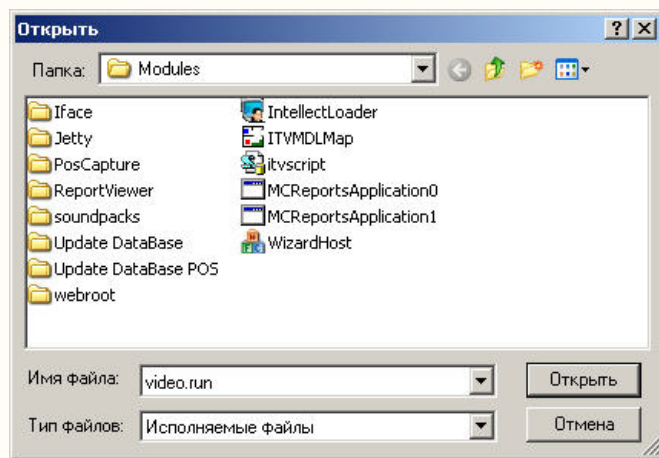 Открыть
Папка: Modules
Iface
Jetty
PosCapture
ReportViewer
soundpacks
Update DataBase
Update DataBase POS
webroot
IntellectLoader
ITVMDLMap
itvscript
MCReportsApplication0
MCReportsApplication1
WizardHost
Имя файла: video.run Открыть
Тип файлов: Исполняемые файлы Отмена